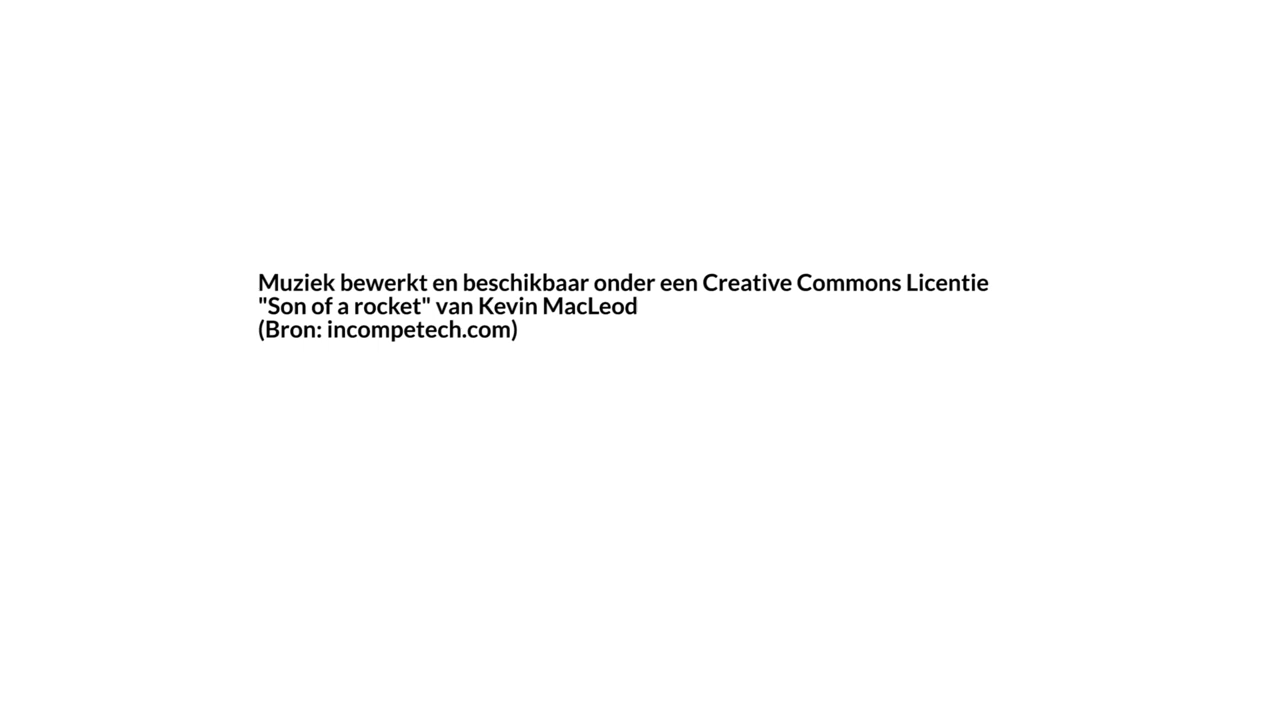 Muziek bewerkt en beschikbaar onder een Creative Commons Licentie
"Son of a rocket" van Kevin MacLeod
(Bron: incompetech.com)